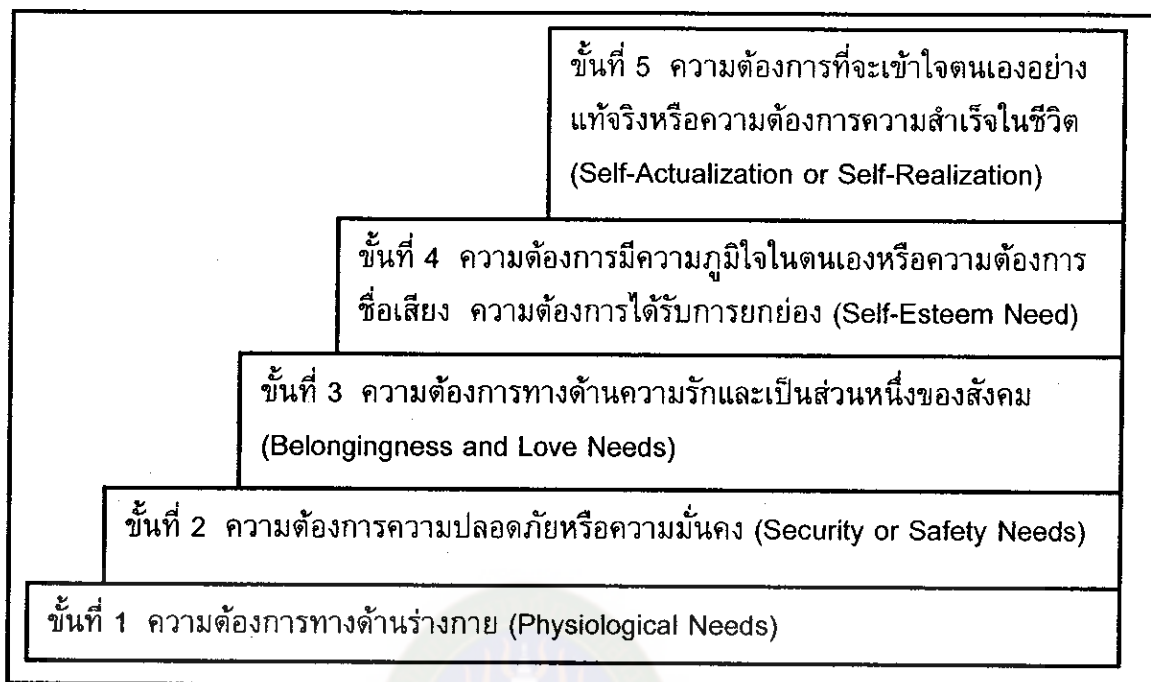 ขั้นที่ 5 ความต้องการที่จะเข้าใจตนเองอย่าง
แท้จริงหรือความต้องการความสำเร็จในชีวิต
(Self-Actualization or Self-Realization)
ขั้นที่ 4 ความต้องการมีความภูมิใจในตนเองหรือความต้องการ
ชื่อเสียง ความต้องการได้รับการยกย่อง (Self-Esteem Need)
ขั้นที่ 3 ความต้องการทางด้านความรักและเป็นส่วนหนึ่งของสังคม
(Belongingness and Love Needs)
ขั้นที่ 2 ความต้องการความปลอดภัยหรือความมั่นคง (Security or Safety Needs)
ขั้นที่ 1 ความต้องการทางด้านร่างกาย (Physiological Needs)